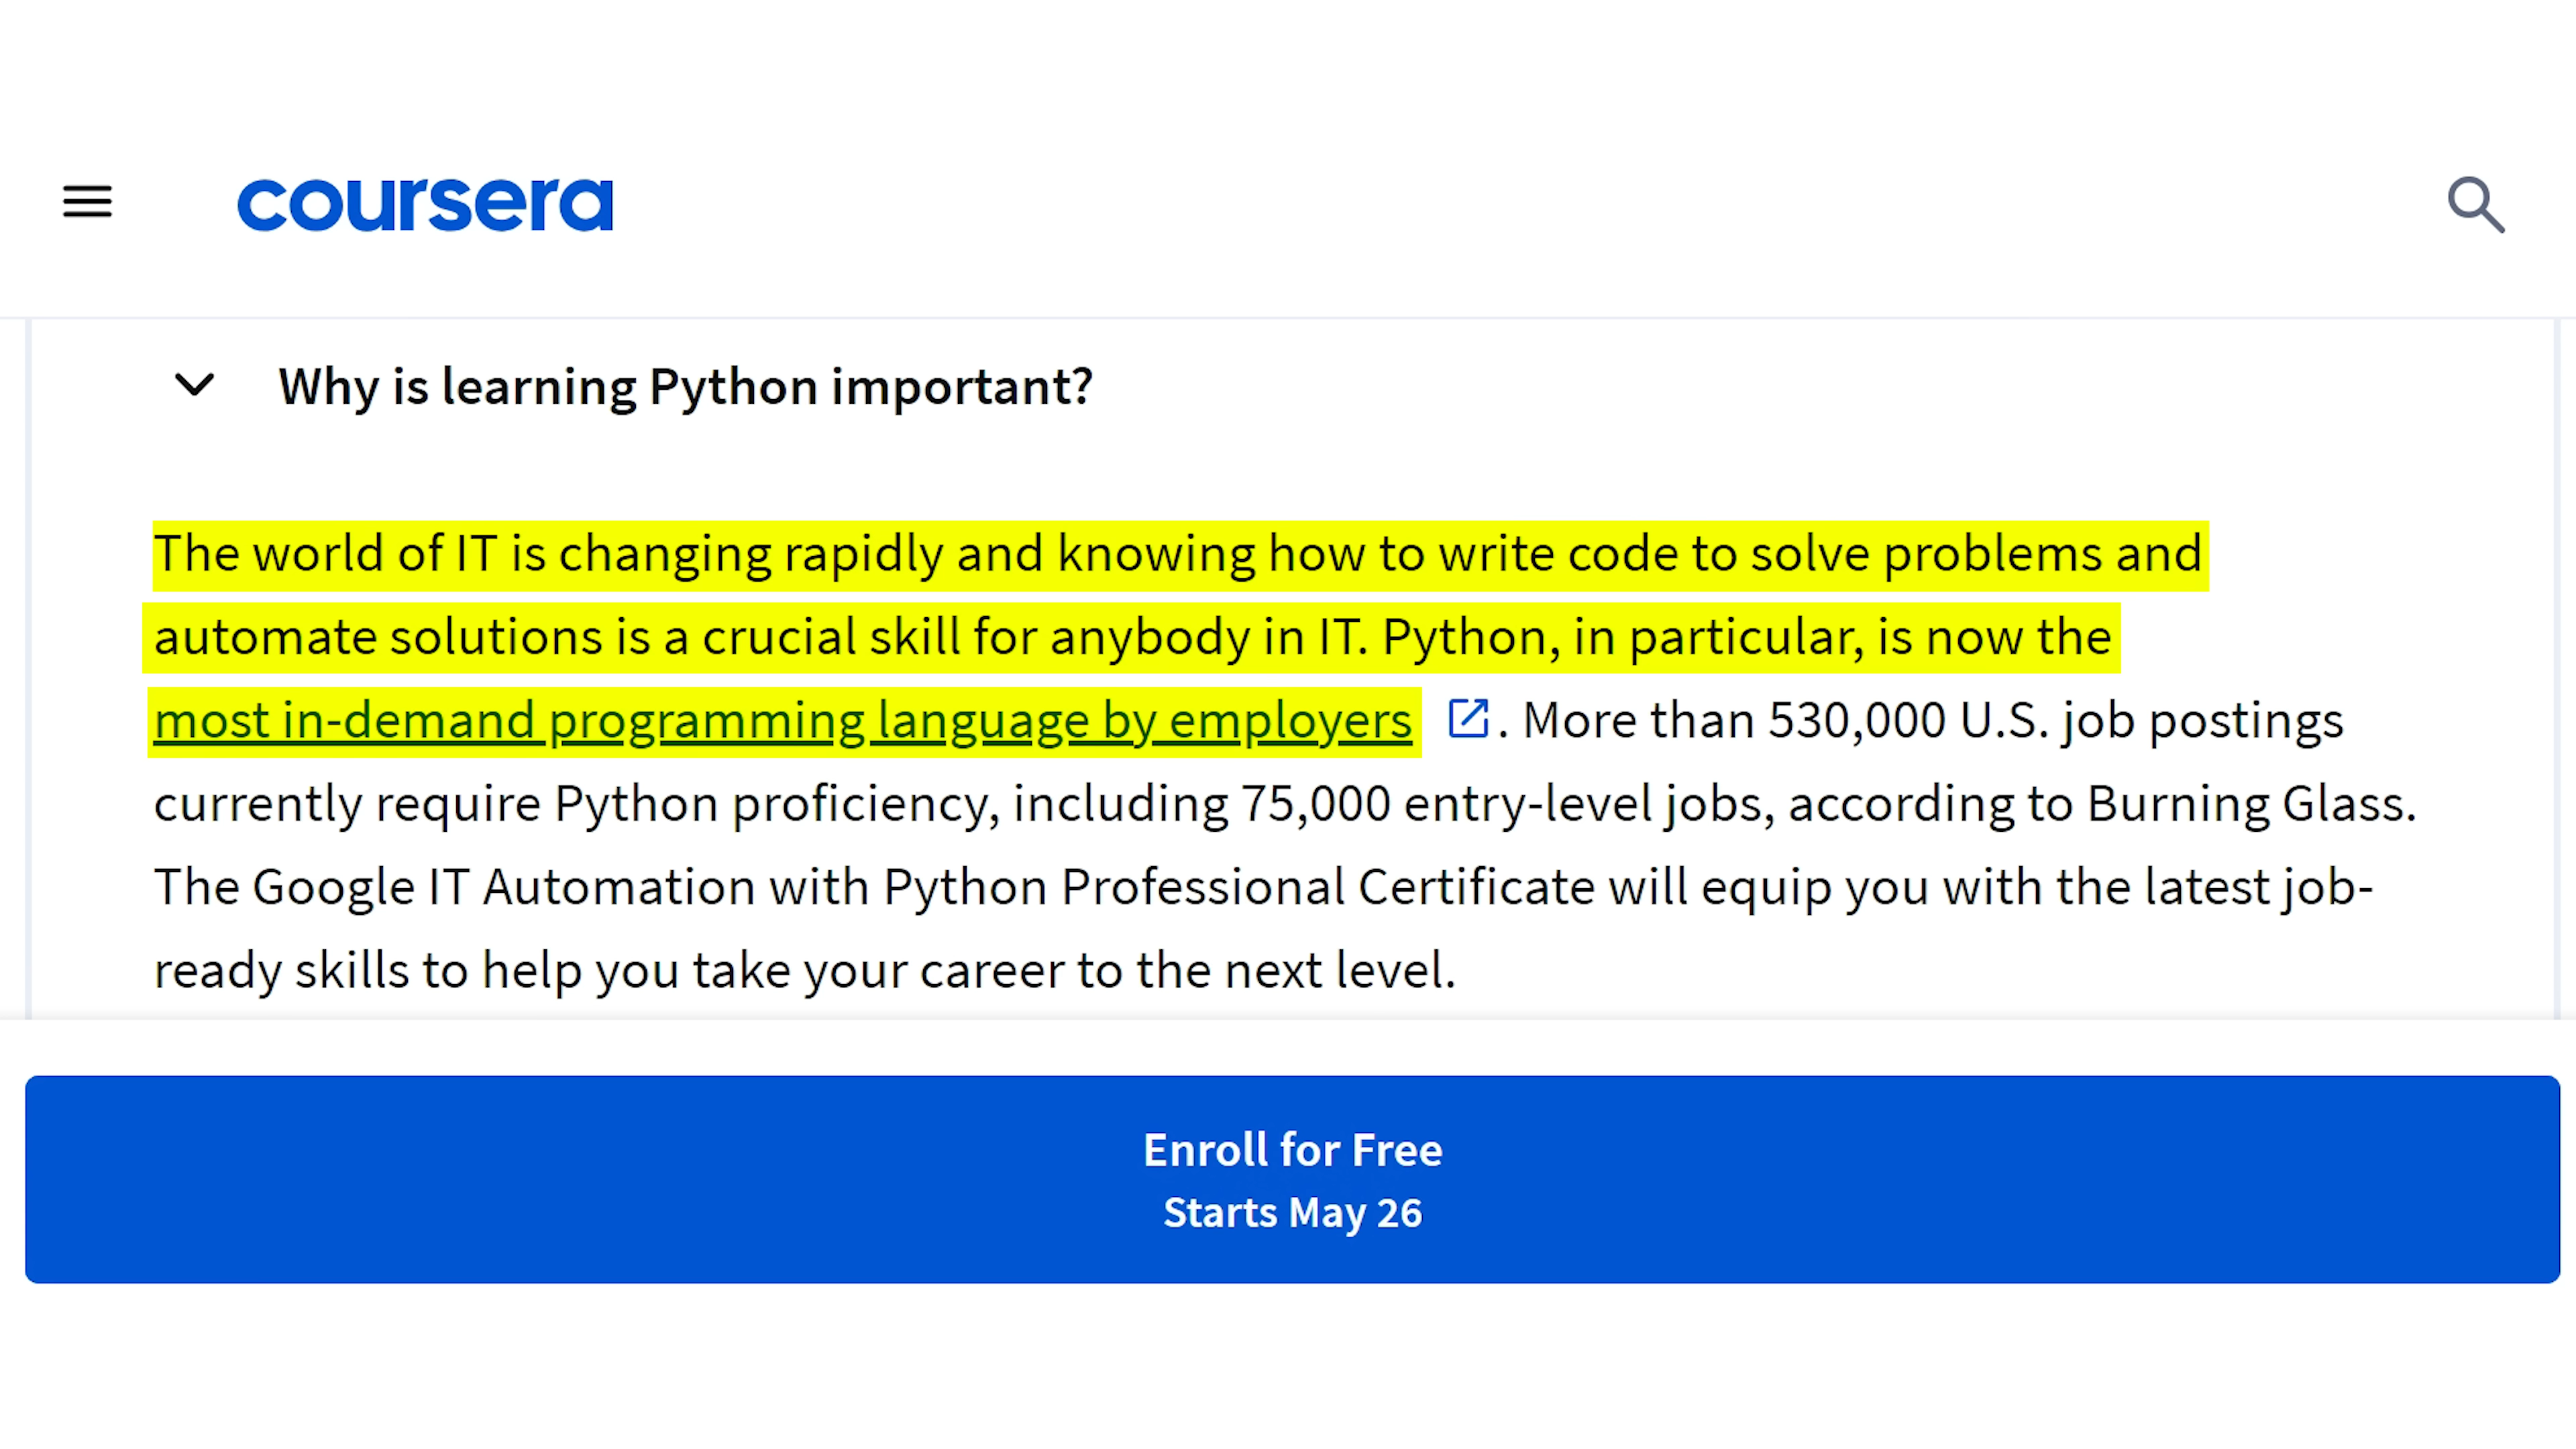 coursera
Why is learning Python important?
The world of IT is changing rapidly and knowing how to write code to solve problems and
automate solutions is a crucial skill for anybody in IT. Python, in particular, is now the
most in-demand programming language by employers . More than 530,000 U.S. job postings
currently require Python proficiency, including 75,000 entry-level jobs, according to Burning Glass.
The Google IT Automation with Python Professional Certificate will equip you with the latest job-
ready skills to help you take your career to the next level.
Enroll for Free
Starts May 26